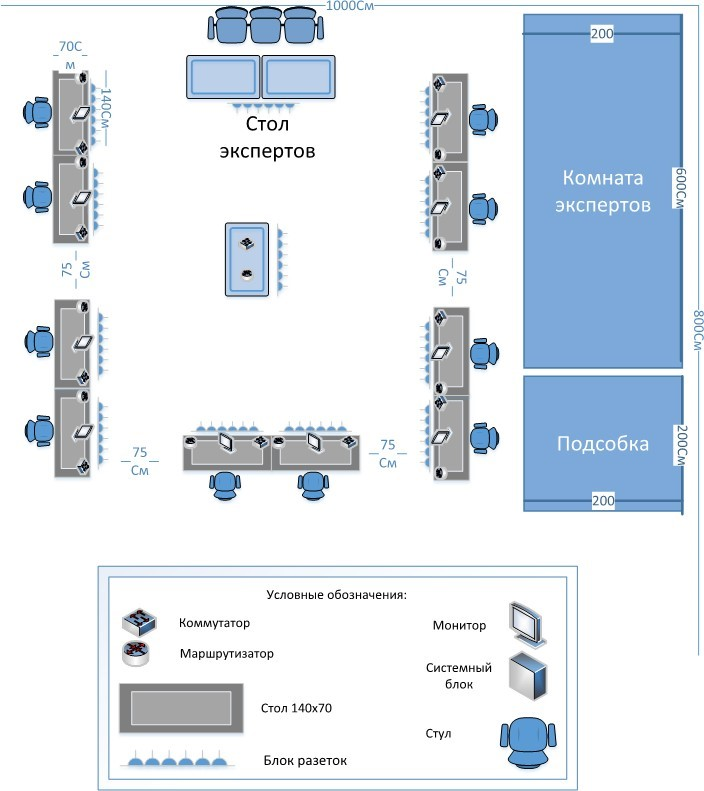 1000См
70С
м
140См
Стол
экспертов
200
Комната
экспертов
600См
75
См
75
См
800См
75
См
75
См
Подсобка
200См
200
Условные обозначения:
Коммутатор
Маршрутизатор
Стол 140х70
Блок разеток
Монитор
Системный
блок
Стул